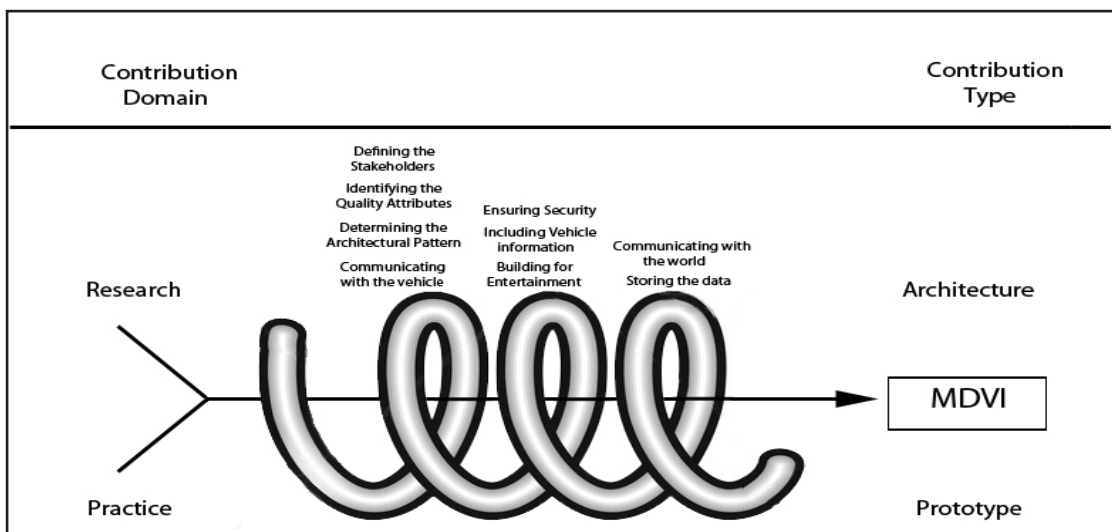 Contribution
Domain
Contribution
Type
Defining the
Stakeholders
Identifying the
Quality Attributes
Determining the
Architectural Pattern
Communicating
with the vehicle
Ensuring Security
Including Vehicle
information
Building for
Entertainment
Communicating with
the world
Storing the data
Research
Architecture
MDVI
Practice
Prototype